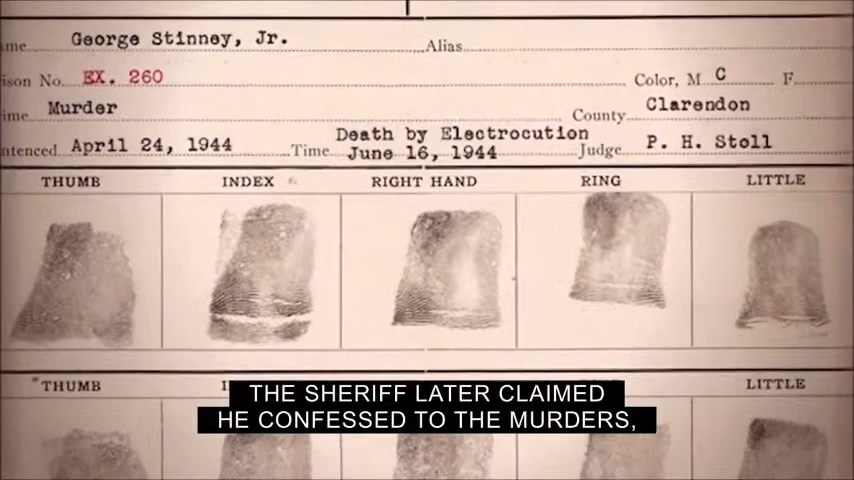 ame George Stinney, Jr. Alias
ison No. EX. 260 Color, M C F
ime Murder County Clarendon
ntenced April 24, 1944 Time Death by Electrocution June 16, 1944 Judge P. H. Stoll
THUMB INDEX RIGHT HAND RING LITTLE
THUMB I LITTLE
THE SHERIFF LATER CLAIMED
HE CONFESSED TO THE MURDERS,